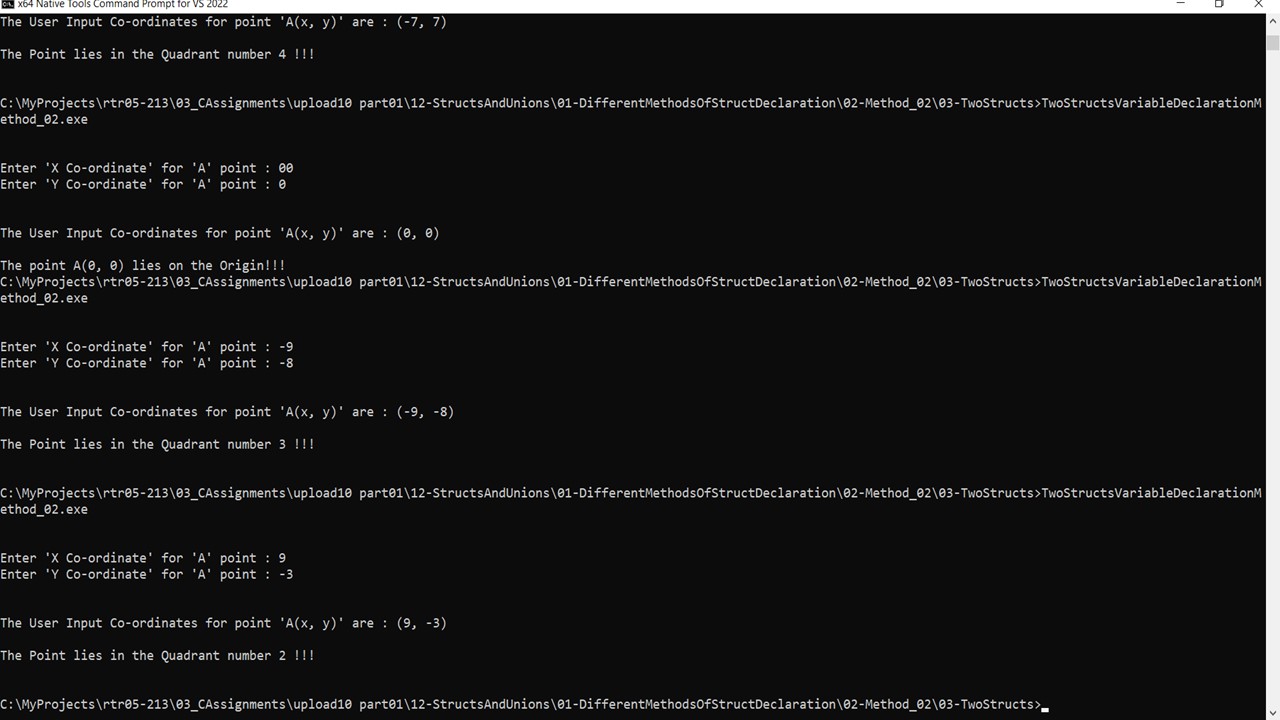 x64 Native Tools Command Prompt for VS 2022
The User Input Co-ordinates for point 'A(x, y)' are : (-7, 7)
The Point lies in the Quadrant number 4 !!!
C:\MyProjects\rtr05-213\03_CAssignments\upload10 part01\12-StructsAndUnions\01-DifferentMethodsOfStructDeclaration\02-Method_02\03-TwoStructs>TwoStructsVariableDeclarationM
ethod_02.exe
Enter 'X Co-ordinate' for 'A' point : 00
Enter 'Y Co-ordinate' for 'A' point : 0
The User Input Co-ordinates for point 'A(x, y)' are : (0, 0)
The point A(0, 0) lies on the Origin!!!
C:\MyProjects\rtr05-213\03_CAssignments\upload10 part01\12-StructsAndUnions\01-DifferentMethodsOfStructDeclaration\02-Method_02\03-TwoStructs>TwoStructsVariableDeclarationM
ethod_02.exe
Enter 'X Co-ordinate' for 'A' point : -9
Enter 'Y Co-ordinate' for 'A' point : -8
The User Input Co-ordinates for point 'A(x, y)' are : (-9, -8)
The Point lies in the Quadrant number 3 !!!
C:\MyProjects\rtr05-213\03_CAssignments\upload10 part01\12-StructsAndUnions\01-DifferentMethodsOfStructDeclaration\02-Method_02\03-TwoStructs>TwoStructsVariableDeclarationM
ethod_02.exe
Enter 'X Co-ordinate' for 'A' point : 9
Enter 'Y Co-ordinate' for 'A' point : -3
The User Input Co-ordinates for point 'A(x, y)' are : (9, -3)
The Point lies in the Quadrant number 2 !!!
C:\MyProjects\rtr05-213\03_CAssignments\upload10 part01\12-StructsAndUnions\01-DifferentMethodsOfStructDeclaration\02-Method_02\03-TwoStructs>